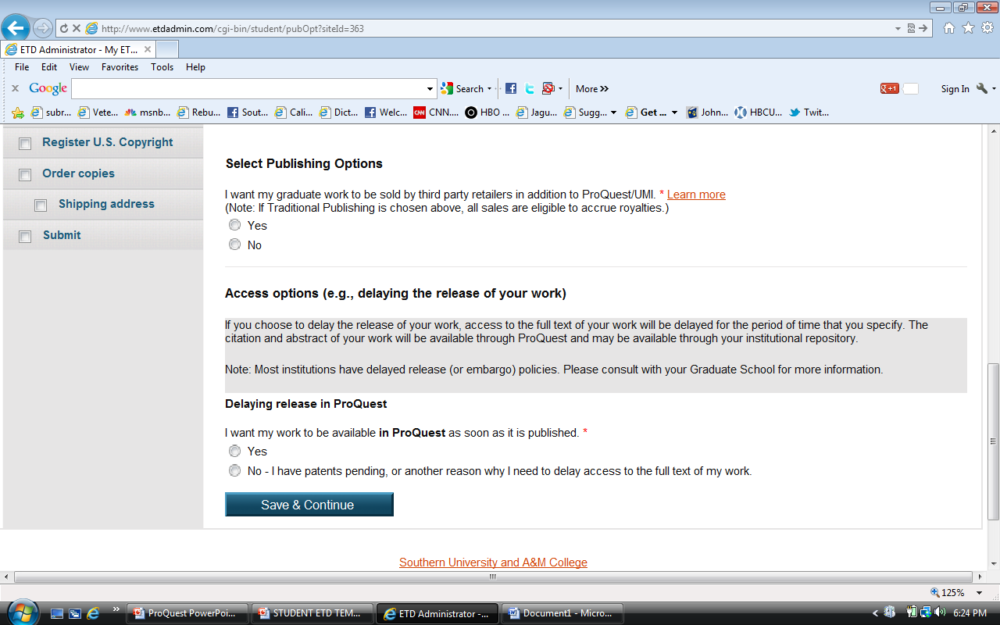 http://www.etdadmin.com/cgi-bin/student/pubOpt?siteId=363
ETD Administrator - My ET...
File Edit View Favorites Tools Help
Google Search More »
+1 Sign In
subr... Vete... msnb... Rebu... Sout... Cali... Dict... Welc... CNN.... HBO ... Jagu... Sugg... Get ... John... HBCU... Twit...
Register U.S. Copyright
Order copies
Shipping address
Submit
Select Publishing Options
I want my graduate work to be sold by third party retailers in addition to ProQuest/UMI. * Learn more
(Note: If Traditional Publishing is chosen above, all sales are eligible to accrue royalties.)
Yes
No
Access options (e.g., delaying the release of your work)
If you choose to delay the release of your work, access to the full text of your work will be delayed for the period of time that you specify. The
citation and abstract of your work will be available through ProQuest and may be available through your institutional repository.
Note: Most institutions have delayed release (or embargo) policies. Please consult with your Graduate School for more information.
Delaying release in ProQuest
I want my work to be available in ProQuest as soon as it is published. *
Yes
No - I have patents pending, or another reason why I need to delay access to the full text of my work.
Save & Continue
Southern University and A&M College
125%
ProQuest PowerPoi... STUDENT ETD TEM... ETD Administrator -... Document1 - Micro... 6:24 PM